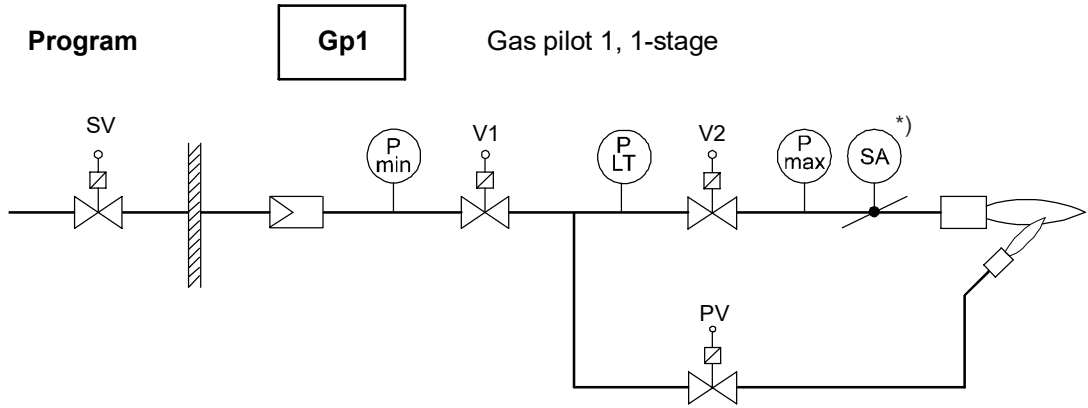 Program Gp1 Gas pilot 1, 1-stage
SV
P
min
V1
P
LT
V2
P
max
SA
*)
PV